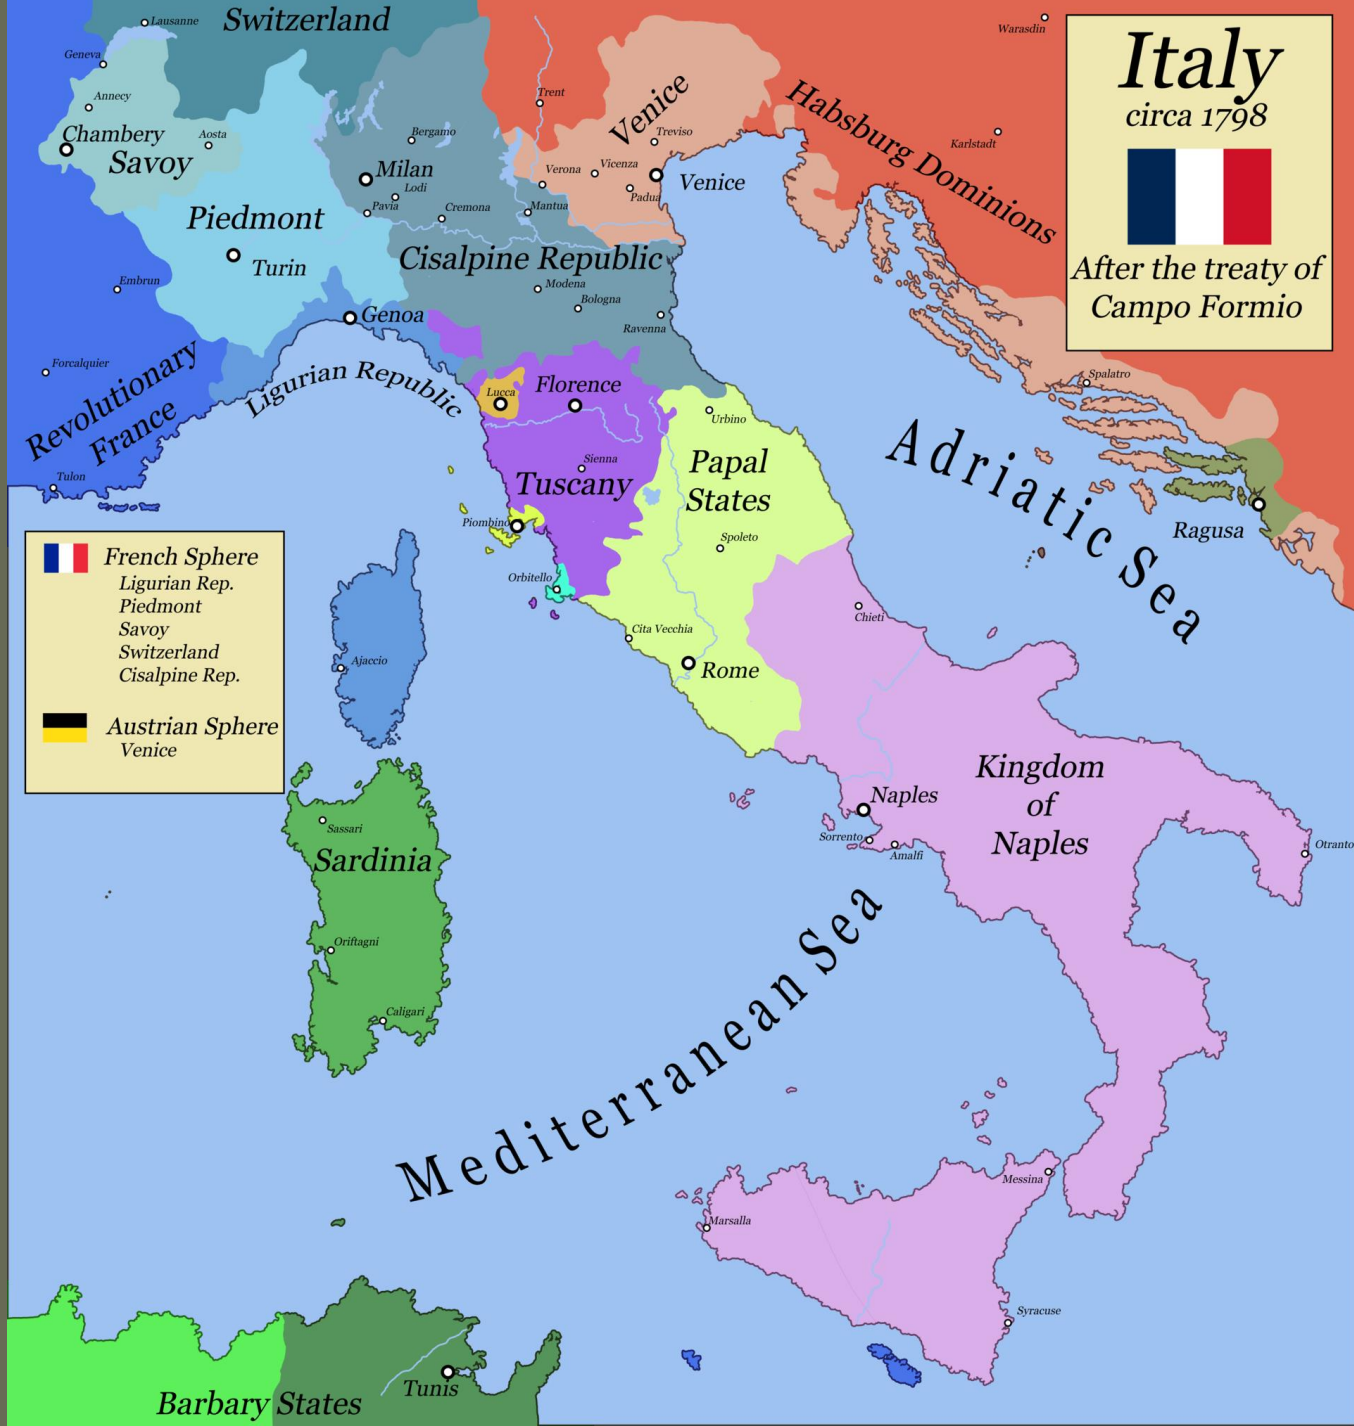 Switzerland
Lausanne
Warasdin
Geneva
Annecy
Trent
Venice
Habsburg Dominions
Italy
circa 1798
After the treaty of
Campo Formio
Chambery
Savoy
Aosta
Bergamo
Treviso
Karlstadt
Milan
Lodi
Pavia
Cremona
Verona
Vicenza
Padua
Venice
Mantua
Piedmont
Turin
Cisalpine Republic
Embrun
Modena
Bologna
Ravenna
Genoa
Ligurian Republic
Forcalquier
Revolutionary
France
Tulon
Lucca
Florence
Urbino
Spalatro
Sienna
Tuscany
Papal
States
Adriatic Sea
Piombino
Spoleto
Ragusa
Orbitello
French Sphere
Ligurian Rep.
Piedmont
Savoy
Switzerland
Cisalpine Rep.
Austrian Sphere
Venice
Cita Vecchia
Chieti
Ajaccio
Rome
Kingdom
of
Naples
Naples
Sorrento
Amalfi
Otranto
Sassari
Sardinia
Oriftagni
Caligari
Mediterranean Sea
Messina
Marsalla
Syracuse
Tunis
Barbary States